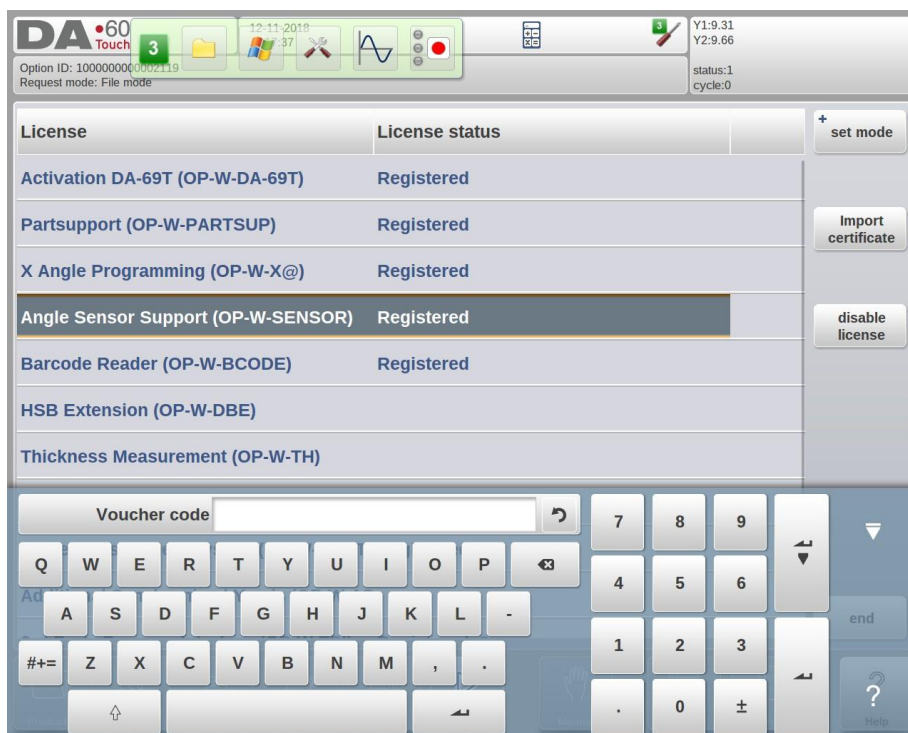 DA•60
Touch
3
12-11-2018
:37
3
Y1:9.31
Y2:9.66
Option ID: 1000000000002119
Request mode: File mode
status:1
cycle:0
License
License status
+
set mode
Activation DA-69T (OP-W-DA-69T)
Registered
Partsupport (OP-W-PARTSUP)
Registered
Import
certificate
X Angle Programming (OP-W-X@)
Registered
Angle Sensor Support (OP-W-SENSOR)
Registered
disable
license
Barcode Reader (OP-W-BCODE)
Registered
HSB Extension (OP-W-DBE)
Thickness Measurement (OP-W-TH)
Voucher code
7 8 9
Q W E R T Y U I O P
4 5 6
A S D F G H J K L -
end
1 2 3
#+= Z X C V B N M , .
. 0 ±
?
Help